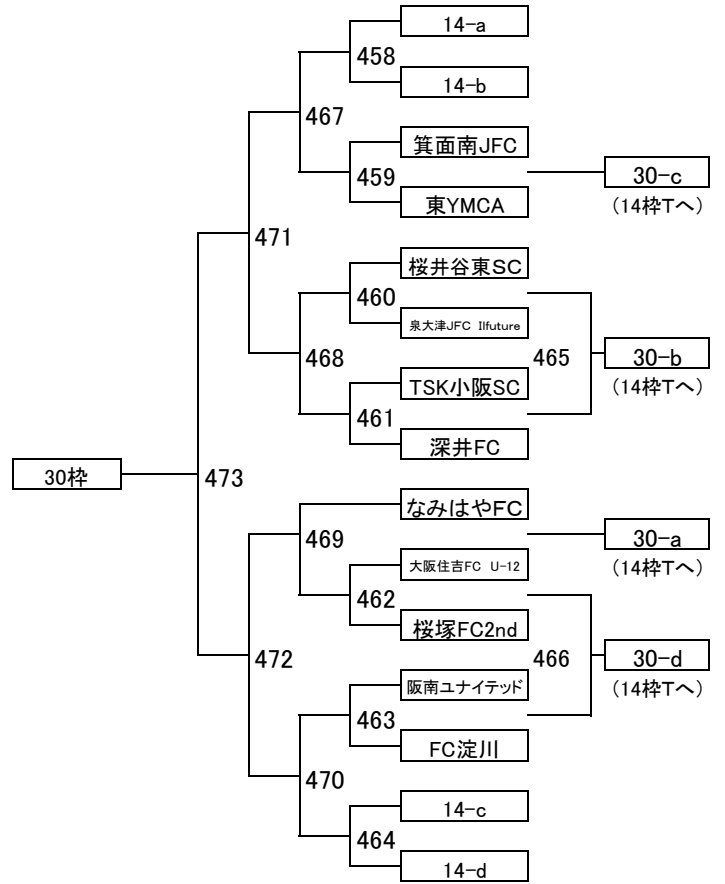 14-a
458
14-b
467
箕面南JFC
459
30-c
東YMCA
(14枠Tへ)
471
桜井谷東SC
460
泉大津JFC Ilfuture
468
465
30-b
TSK小阪SC
(14枠Tへ)
461
深井FC
30枠
473
なみはやFC
469
30-a
大阪住吉FC U-12
(14枠Tへ)
462
桜塚FC2nd
472
466
30-d
阪南ユナイテッド
(14枠Tへ)
463
FC淀川
470
14-c
464
14-d